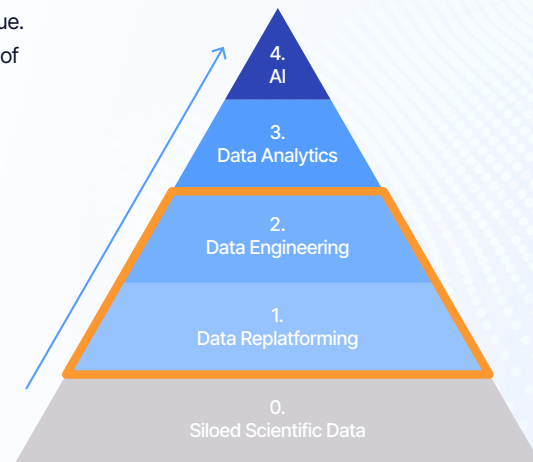 ue.
of
4.
AI
3.
Data Analytics
2.
Data Engineering
1.
Data Replatforming
0.
Siloed Scientific Data